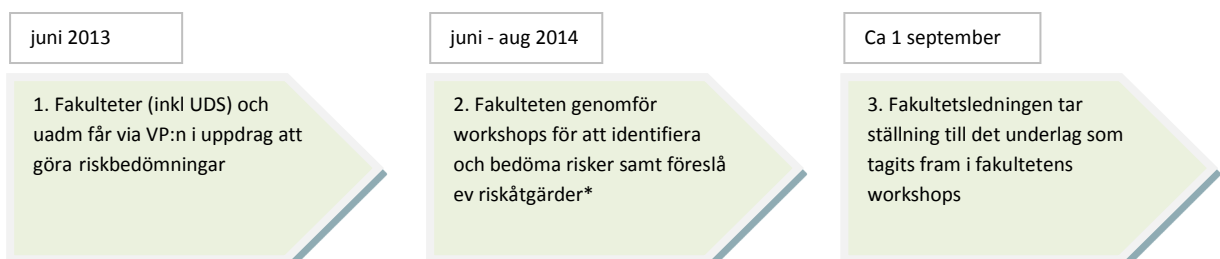 juni 2013
1. Fakulteter (inkl UDS) och
uadm får via VP:n i uppdrag att
göra riskbedömningar
juni - aug 2014
2. Fakulteten genomför
workshops för att identifiera
och bedöma risker samt föreslå
ev riskåtgärder*
Ca 1 september
3. Fakultetsledningen tar
ställning till det underlag som
tagits fram i fakultetens
workshops